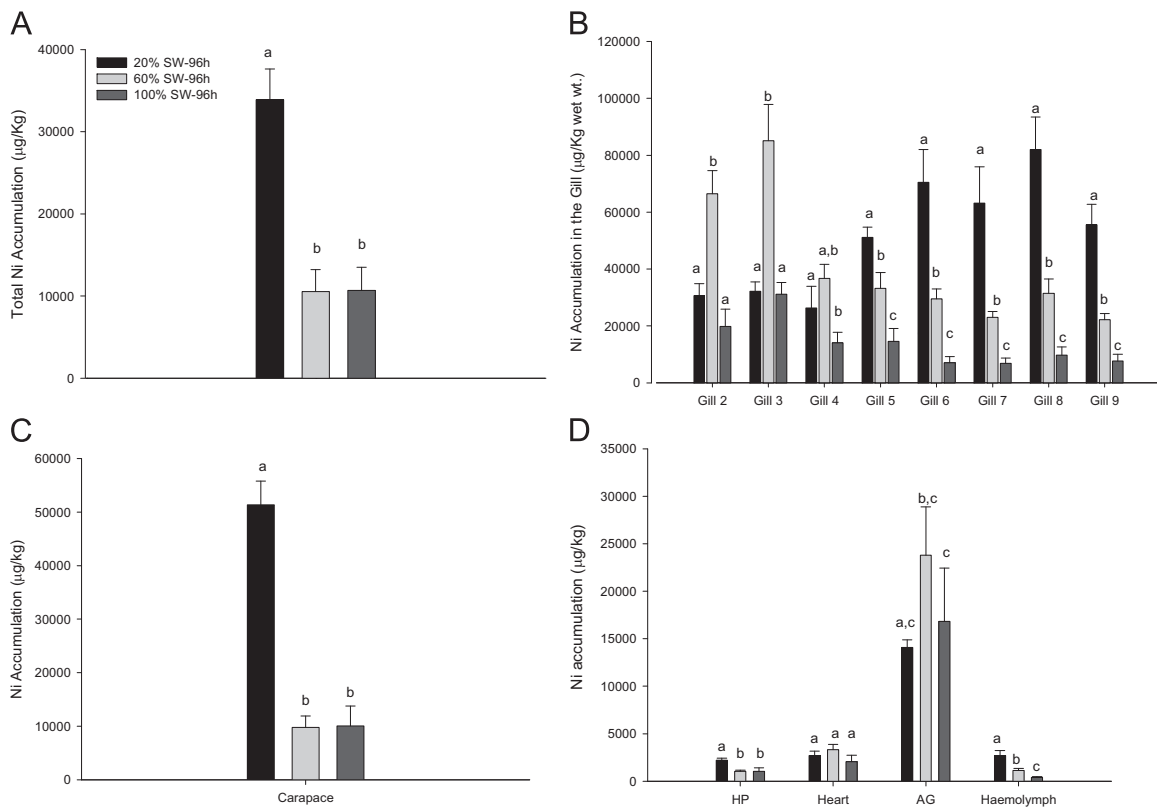 A
40000
30000
20000
10000
0
Total Ni Accumulation (µg/Kg)
20% SW-96h
60% SW-96h
100% SW-96h
a
b
b
B
120000
100000
80000
60000
40000
20000
0
Ni Accumulation in the Gill (µg/Kg wet wt.)
a
b
a
a
b
a
a
a,b
b
a
b
c
a
b
c
a
b
c
a
b
c
a
b
c
Gill 2
Gill 3
Gill 4
Gill 5
Gill 6
Gill 7
Gill 8
Gill 9
C
60000
50000
40000
30000
20000
10000
0
Ni Accumulation (µg/kg)
a
b
b
Carapace
D
35000
30000
25000
20000
15000
10000
5000
0
Ni accumulation (µg/kg)
a
b
b
a
a
a
a,c
b,c
c
a
b
c
HP
Heart
AG
Haemolymph